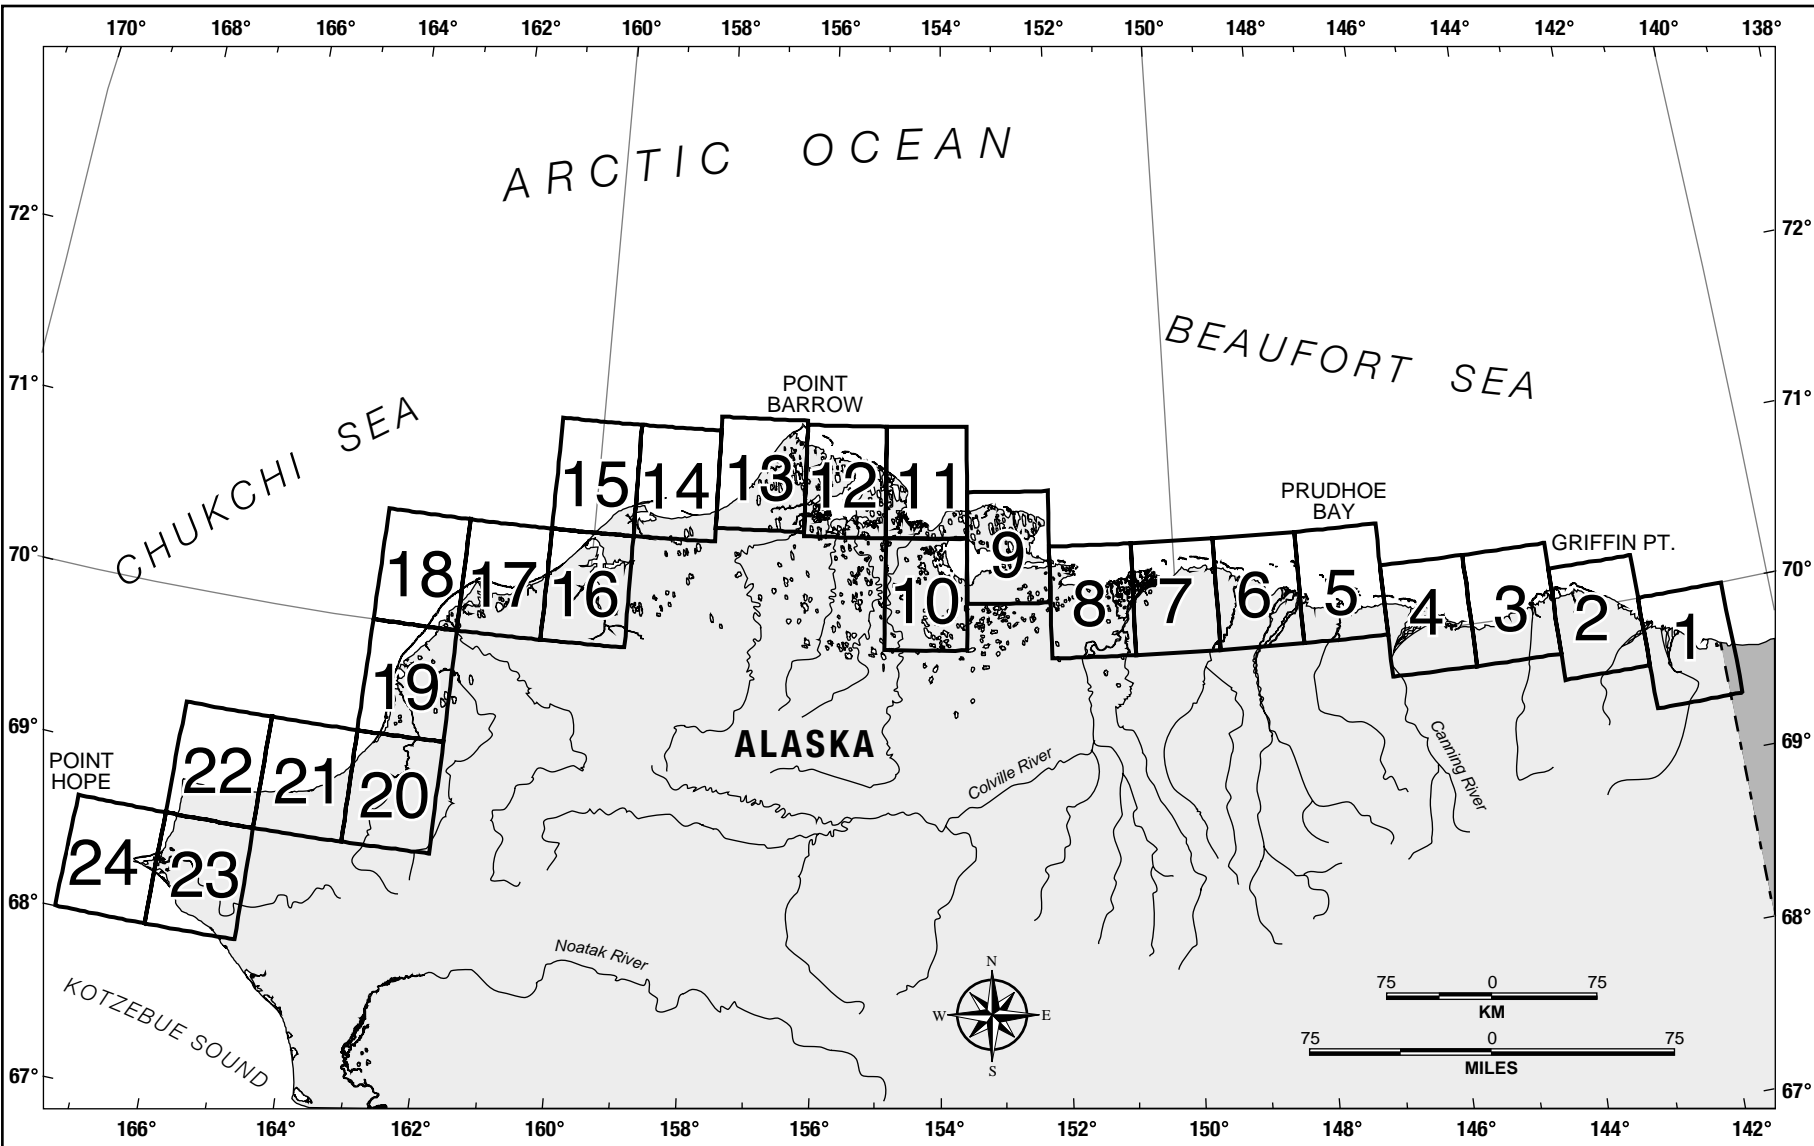 170° 168° 166° 164° 162° 160° 158° 156° 154° 152° 150° 148° 146° 144° 142° 140° 138°
ARCTIC OCEAN
72° 72°
BEAUFORT SEA
71° 71°
CHUKCHI SEA
POINT
BARROW
PRUDHOE
BAY
GRIFFIN PT.
70° 70°
15 14 13 12 11
18 17 16 10 9 8 7 6 5 4 3 2 1
19
69° 69°
ALASKA
POINT
HOPE
22 21 20
Colville River
Canning River
24 23
68° 68°
Noatak River
KOTZEBUE SOUND
N
W E
S
75 0 75
KM
75 0 75
MILES
67° 67°
166° 164° 162° 160° 158° 156° 154° 152° 150° 148° 146° 144° 142°